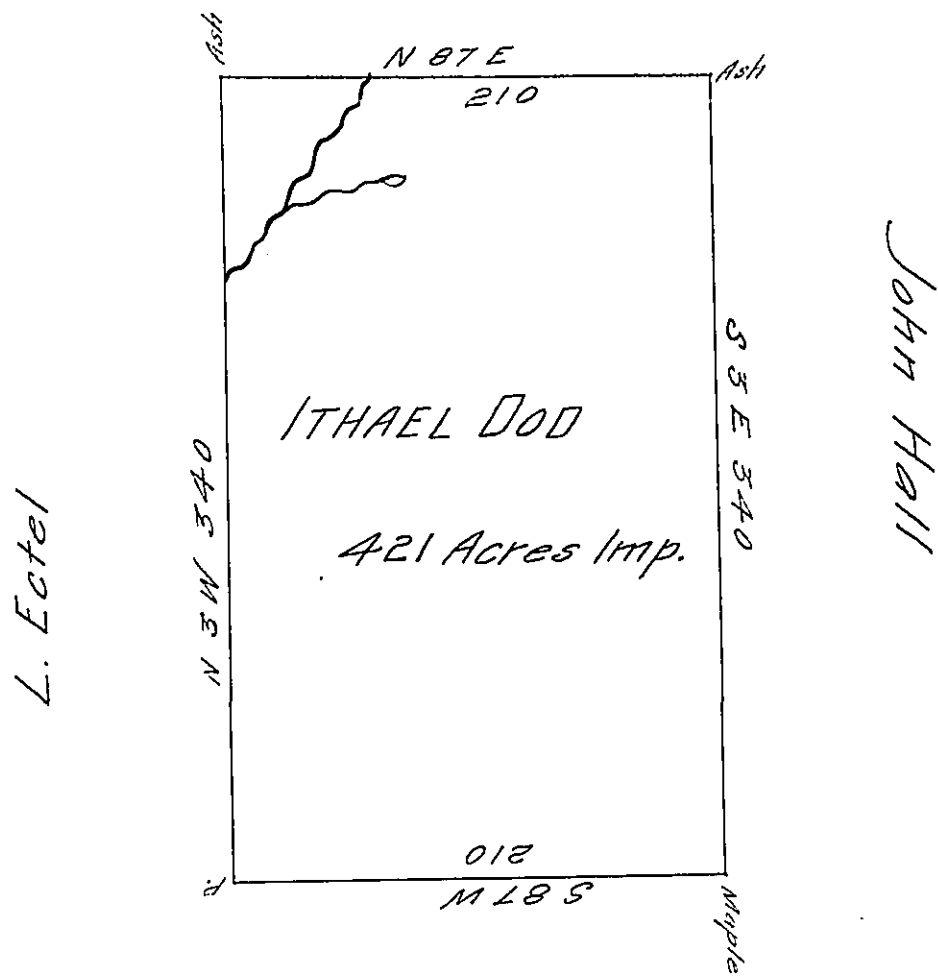 Ash
N 87 E
210
Ash
John Hall
S 3 E 340
ITHAEL DOD
421 Acres Imp.
N 3 W 340
L. Ectel
210
S 87 W
P.
Maple